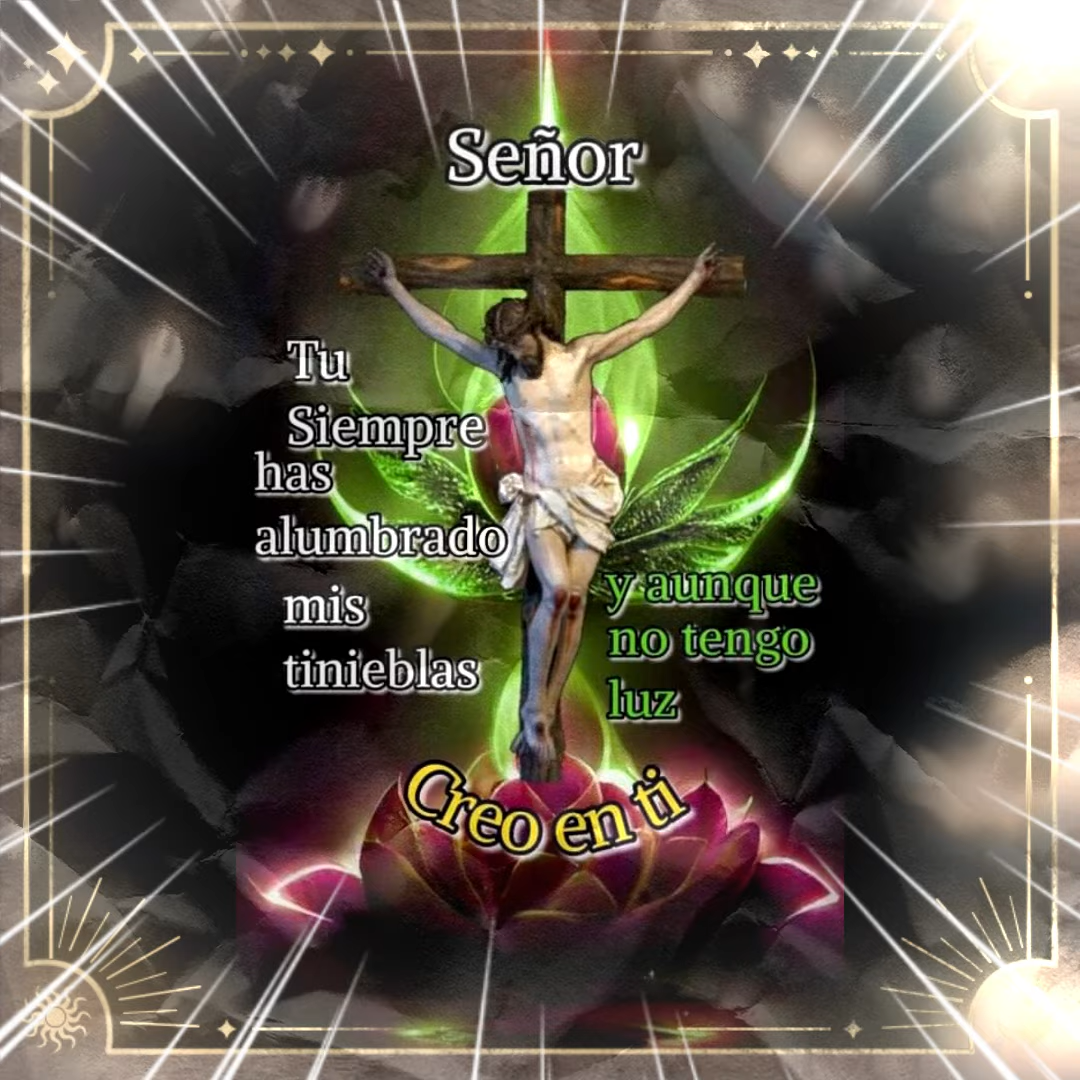 Señor
Tu
Siempre
has
alumbrado
mis
tinieblas
y aunque
no tengo
luz
Creo en ti